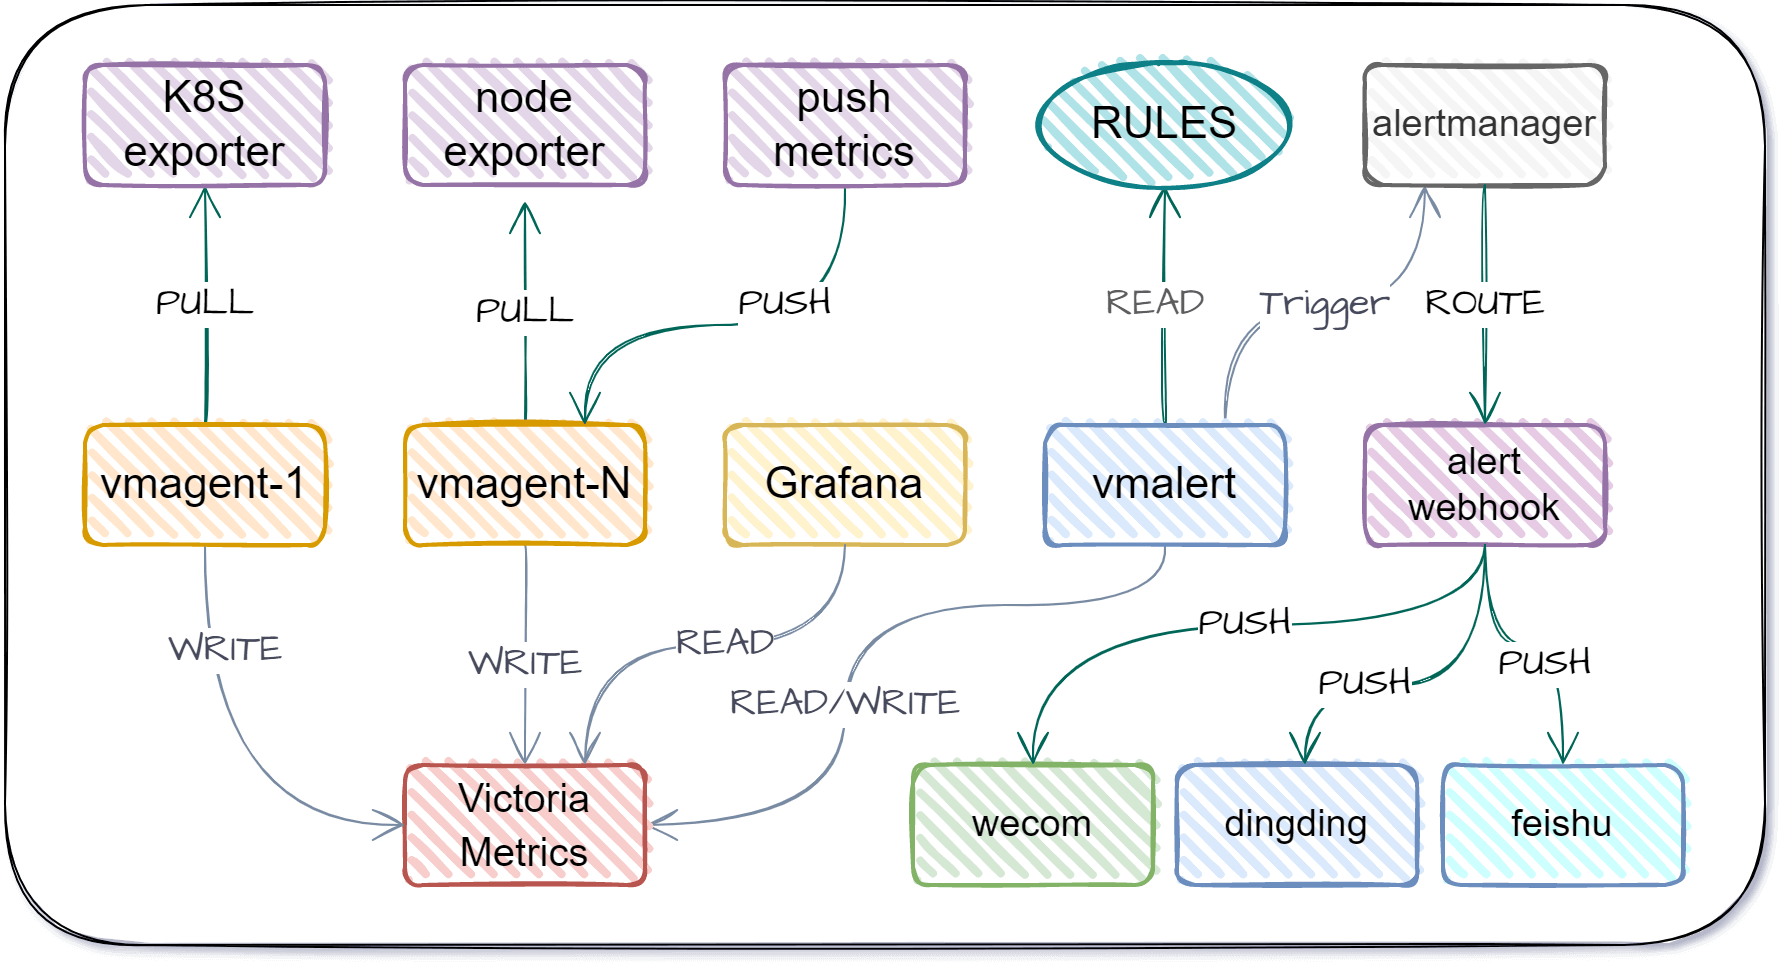 K8S
exporter
node
exporter
push
metrics
RULES
alertmanager
PULL
PULL
PUSH
READ
Trigger
ROUTE
vmagent-1
vmagent-N
Grafana
vmalert
alert
webhook
WRITE
WRITE
READ
READ/WRITE
PUSH
PUSH
PUSH
Victoria
Metrics
wecom
dingding
feishu